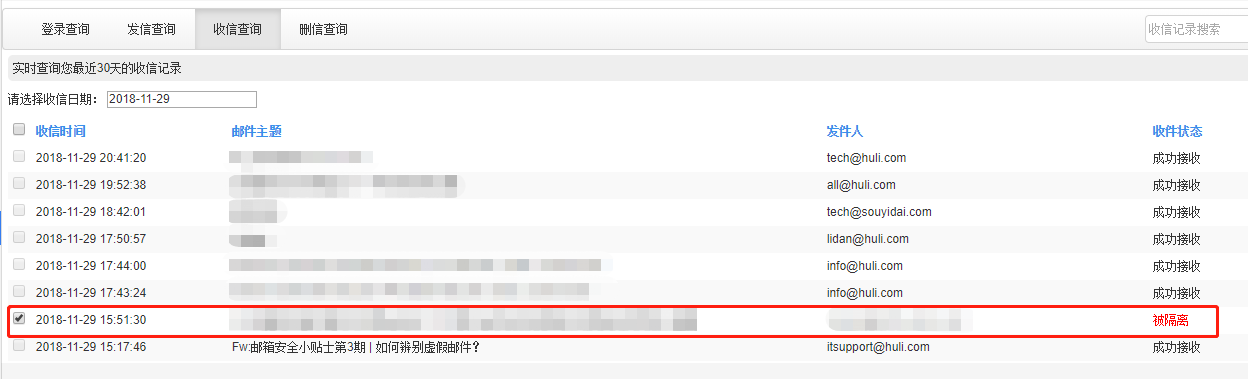 登录查询 发信查询 收信查询 删信查询 收信记录搜索
实时查询您最近30天的收信记录
请选择收信日期： 2018-11-29
收信时间 邮件主题 发件人 收件状态
2018-11-29 20:41:20 tech@huli.com 成功接收
2018-11-29 19:52:38 all@huli.com 成功接收
2018-11-29 18:42:01 tech@souyidai.com 成功接收
2018-11-29 17:50:57 lidan@huli.com 成功接收
2018-11-29 17:44:00 info@huli.com 成功接收
2018-11-29 17:43:24 info@huli.com 成功接收
2018-11-29 15:51:30 被隔离
2018-11-29 15:17:46 Fw:邮箱安全小贴士第3期 | 如何辨别虚假邮件？ itsupport@huli.com 成功接收